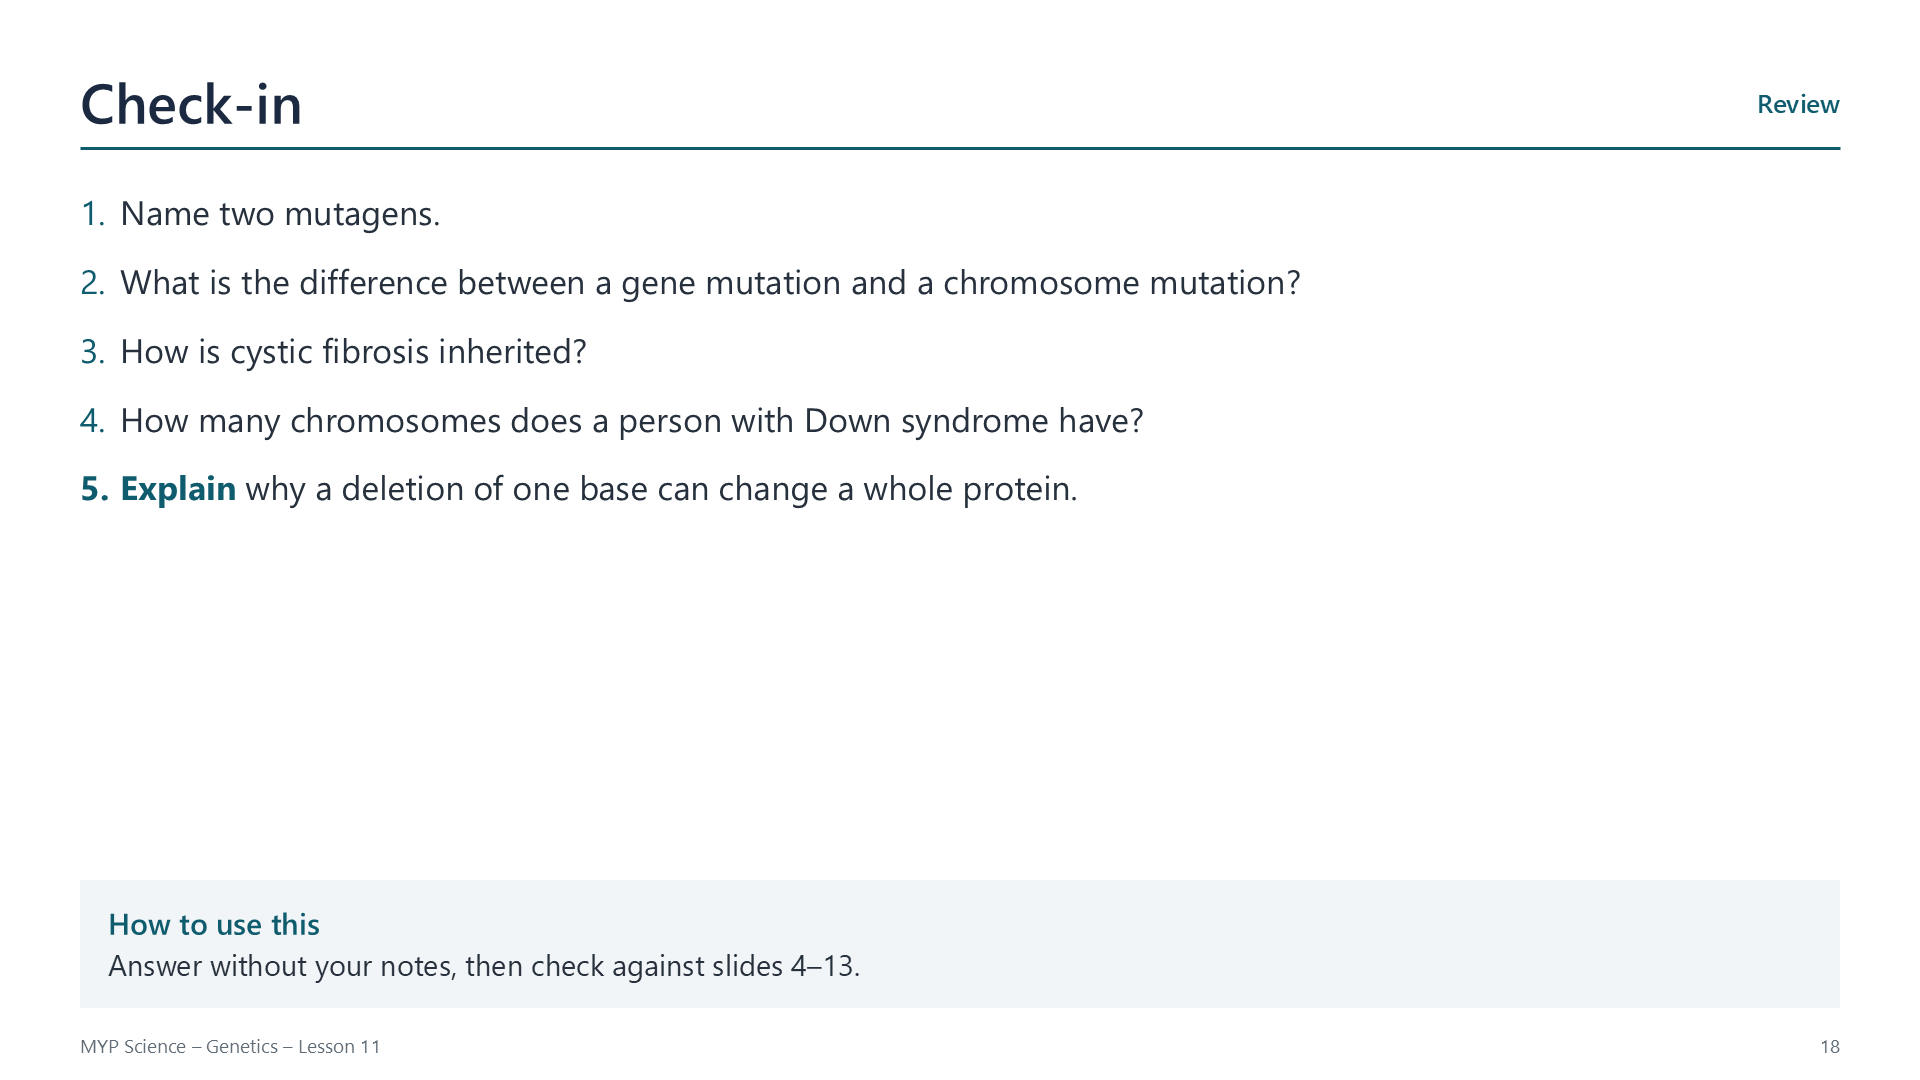 Check-in
Review
1. Name two mutagens.
2. What is the difference between a gene mutation and a chromosome mutation?
3. How is cystic fibrosis inherited?
4. How many chromosomes does a person with Down syndrome have?
5. Explain why a deletion of one base can change a whole protein.
How to use this
Answer without your notes, then check against slides 4–13.
MYP Science – Genetics – Lesson 11
18